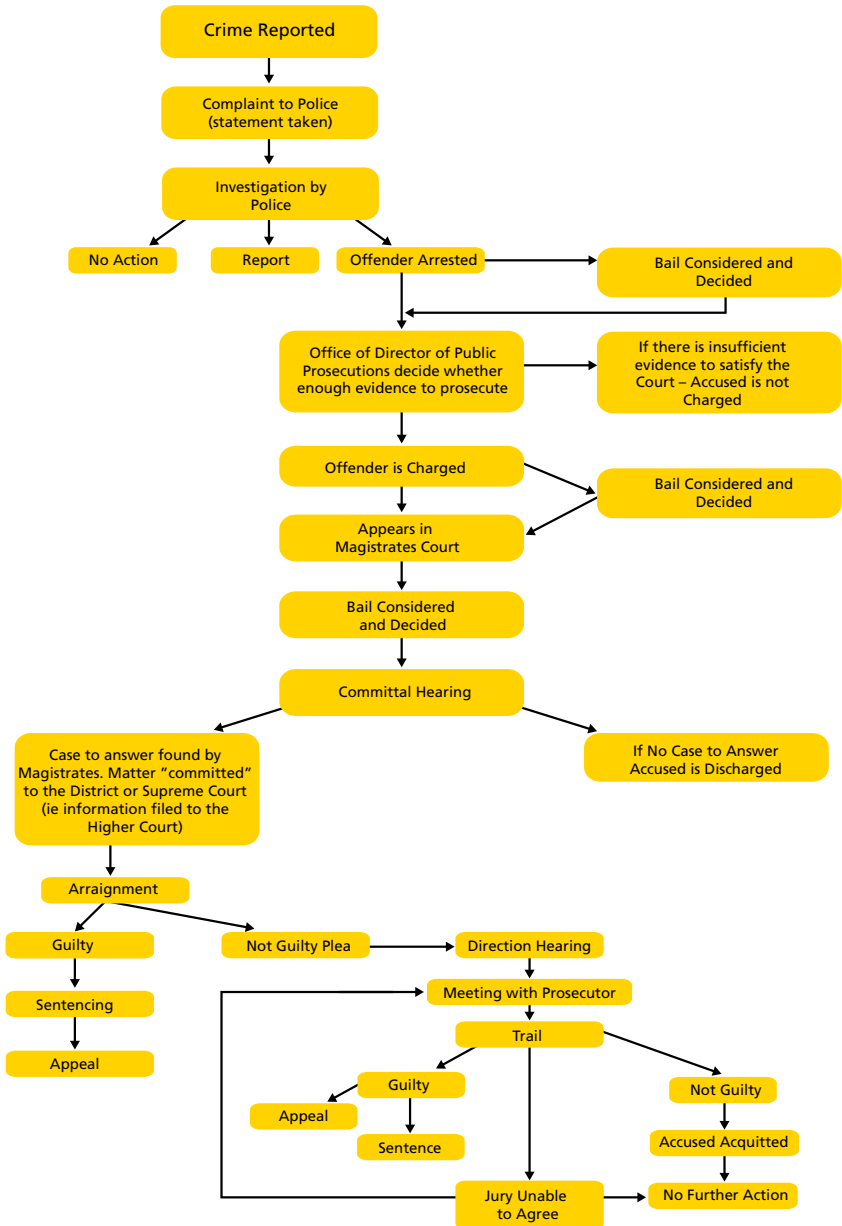 Crime Reported
Complaint to Police
(statement taken)
Investigation by
Police
No Action
Report
Offender Arrested
Bail Considered and
Decided
Office of Director of Public
Prosecutions decide whether
enough evidence to prosecute
If there is insufficient
evidence to satisfy the
Court – Accused is not
Charged
Offender is Charged
Bail Considered and
Decided
Appears in
Magistrates Court
Bail Considered
and Decided
Committal Hearing
Case to answer found by
Magistrates. Matter “committed”
to the District or Supreme Court
(ie information filed to the
Higher Court)
If No Case to Answer
Accused is Discharged
Arraignment
Guilty
Not Guilty Plea
Direction Hearing
Sentencing
Meeting with Prosecutor
Appeal
Trail
Guilty
Not Guilty
Appeal
Sentence
Accused Acquitted
Jury Unable
to Agree
No Further Action